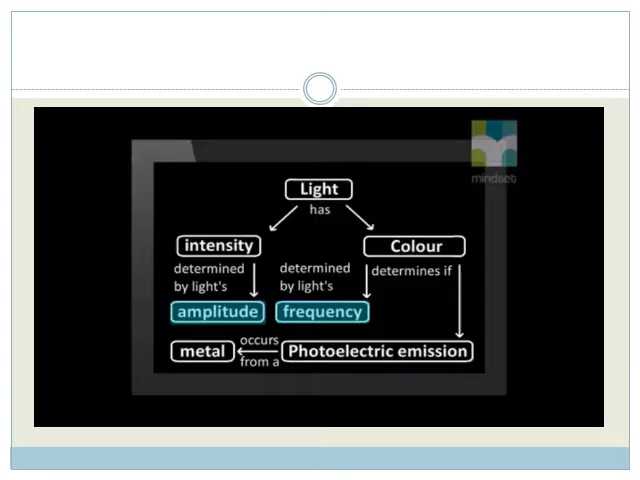 mindset
Light
has
intensity
Colour
determined
by light's
determined
by light's
determines if
amplitude
frequency
metal
occurs
from a
Photoelectric emission